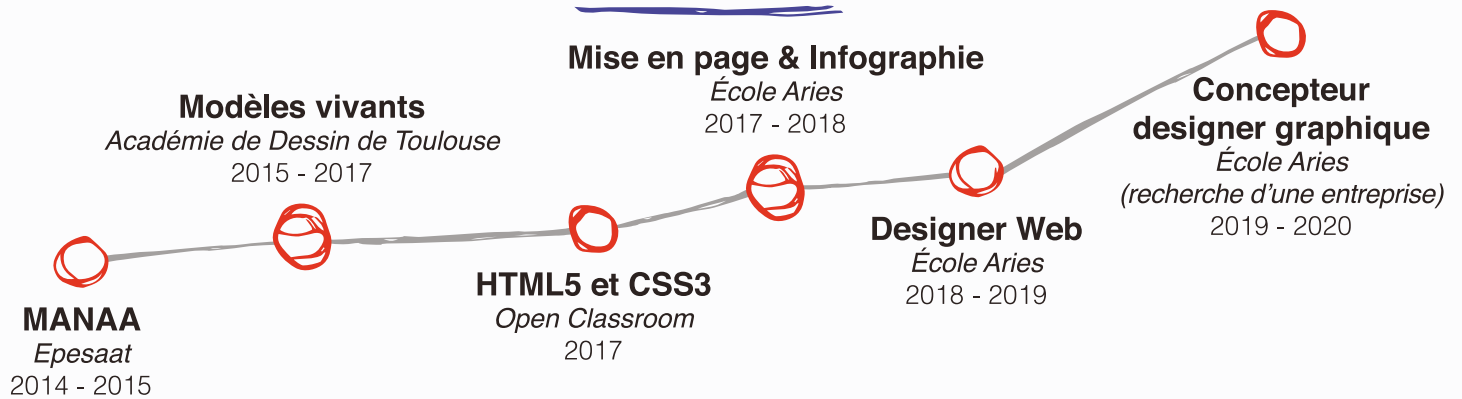 MANAA
Epesaat
2014 - 2015
Modèles vivants
Académie de Dessin de Toulouse
2015 - 2017
HTML5 et CSS3
Open Classroom
2017
Mise en page & Infographie
École Aries
2017 - 2018
Designer Web
École Aries
2018 - 2019
Concepteur
designer graphique
École Aries
(recherche d’une entreprise)
2019 - 2020